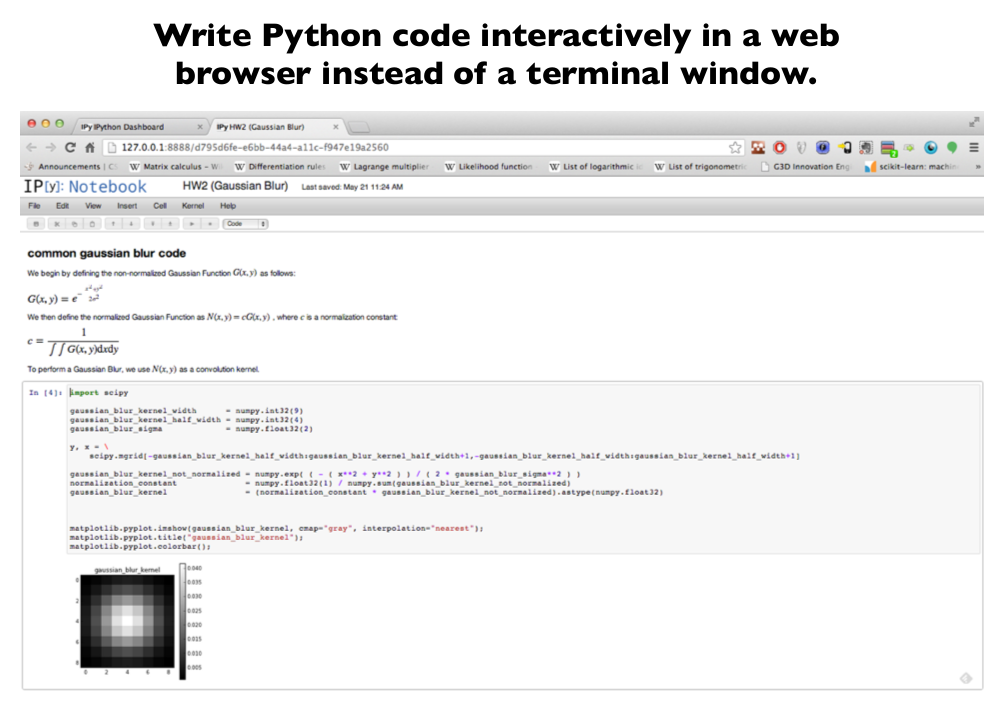 Write Python code interactively in a web
browser instead of a terminal window.
IPy IPython Dashboard × IPy HW2 (Gaussian Blur) ×
127.0.0.1:8888/d795d6fe-e6bb-44a4-a11c-f947e19a2560
Announcements | C W Matrix calculus - W W Differentiation rules W Lagrange multiplier W Likelihood function W List of logarithmic W List of trigonometric G3D Innovation Eng scikit-learn: machin »
IP[y]: Notebook HW2 (Gaussian Blur) Last saved: May 21 11:24 AM
File Edit View Insert Cell Kernel Help
Code
common gaussian blur code
We begin by defining the non-normalized Gaussian Function G(x, y) as follows:
G(x, y) = e^{-\frac{x^2+y^2}{2σ^2}}
We then define the normalized Gaussian Function as N(x, y) = cG(x, y) , where c is a normalization constant:
c = \frac{1}{∫∫G(x, y)dxdy}
To perform a Gaussian Blur, we use N(x, y) as a convolution kernel.
In [4]: import scipy
gaussian_blur_kernel_width = numpy.int32(9)
gaussian_blur_kernel_half_width = numpy.int32(4)
gaussian_blur_sigma = numpy.float32(2)
y, x = \
scipy.mgrid[-gaussian_blur_kernel_half_width:gaussian_blur_kernel_half_width+1,-gaussian_blur_kernel_half_width:gaussian_blur_kernel_half_width+1]
gaussian_blur_kernel_not_normalized = numpy.exp( ( - ( x**2 + y**2 ) ) / ( 2 * gaussian_blur_sigma**2 ) )
normalization_constant = numpy.float32(1) / numpy.sum(gaussian_blur_kernel_not_normalized)
gaussian_blur_kernel = (normalization_constant * gaussian_blur_kernel_not_normalized).astype(numpy.float32)
matplotlib.pyplot.imshow(gaussian_blur_kernel, cmap="gray", interpolation="nearest");
matplotlib.pyplot.title("gaussian_blur_kernel");
matplotlib.pyplot.colorbar();
gaussian_blur_kernel
0
2
4
6
8
0 2 4 6 8
0.040
0.035
0.030
0.025
0.020
0.015
0.010
0.005